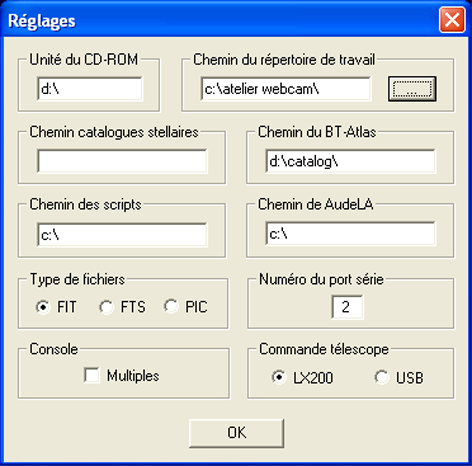 Réglages
Unité du CD-ROM
d:\
Chemin du répertoire de travail
c:\atelier webcam\
...
Chemin catalogues stellaires
Chemin du BT-Atlas
d:\catalog\
Chemin des scripts
c:\
Chemin de AudeLA
c:\
Type de fichiers
FIT FTS PIC
Numéro du port série
2
Console
Multiples
Commande télescope
LX200 USB
OK